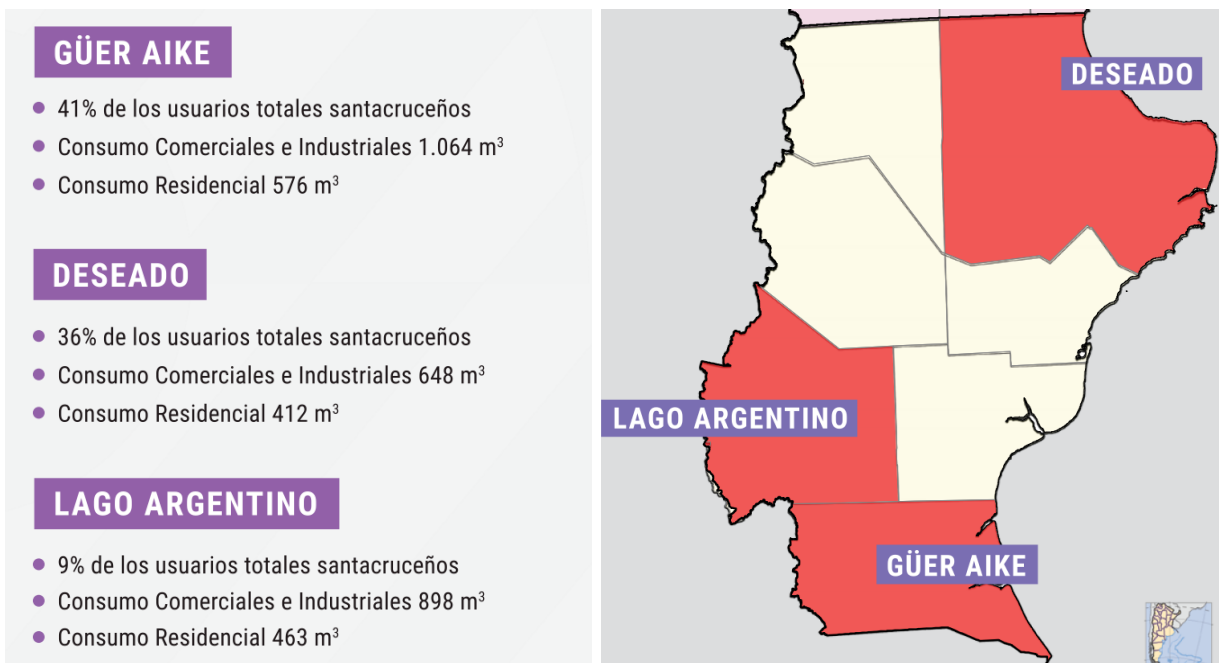 GÜER AIKE
• 41% de los usuarios totales santacruceños
• Consumo Comerciales e Industriales 1.064 m³
• Consumo Residencial 576 m³
DESEADO
• 36% de los usuarios totales santacruceños
• Consumo Comerciales e Industriales 648 m³
• Consumo Residencial 412 m³
LAGO ARGENTINO
• 9% de los usuarios totales santacruceños
• Consumo Comerciales e Industriales 898 m³
• Consumo Residencial 463 m³
DESEADO
LAGO ARGENTINO
GÜER AIKE